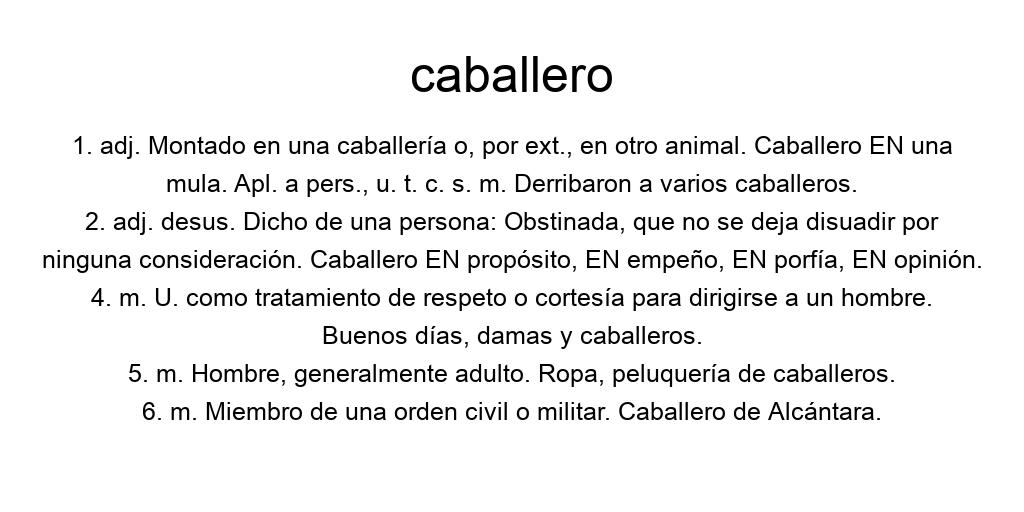 caballero
1. adj. Montado en una caballería o, por ext., en otro animal. Caballero EN una
mula. Apl. a pers., u. t. c. s. m. Derribaron a varios caballeros.
2. adj. desus. Dicho de una persona: Obstinada, que no se deja disuadir por
ninguna consideración. Caballero EN propósito, EN empeño, EN porfía, EN opinión.
4. m. U. como tratamiento de respeto o cortesía para dirigirse a un hombre.
Buenos días, damas y caballeros.
5. m. Hombre, generalmente adulto. Ropa, peluquería de caballeros.
6. m. Miembro de una orden civil o militar. Caballero de Alcántara.